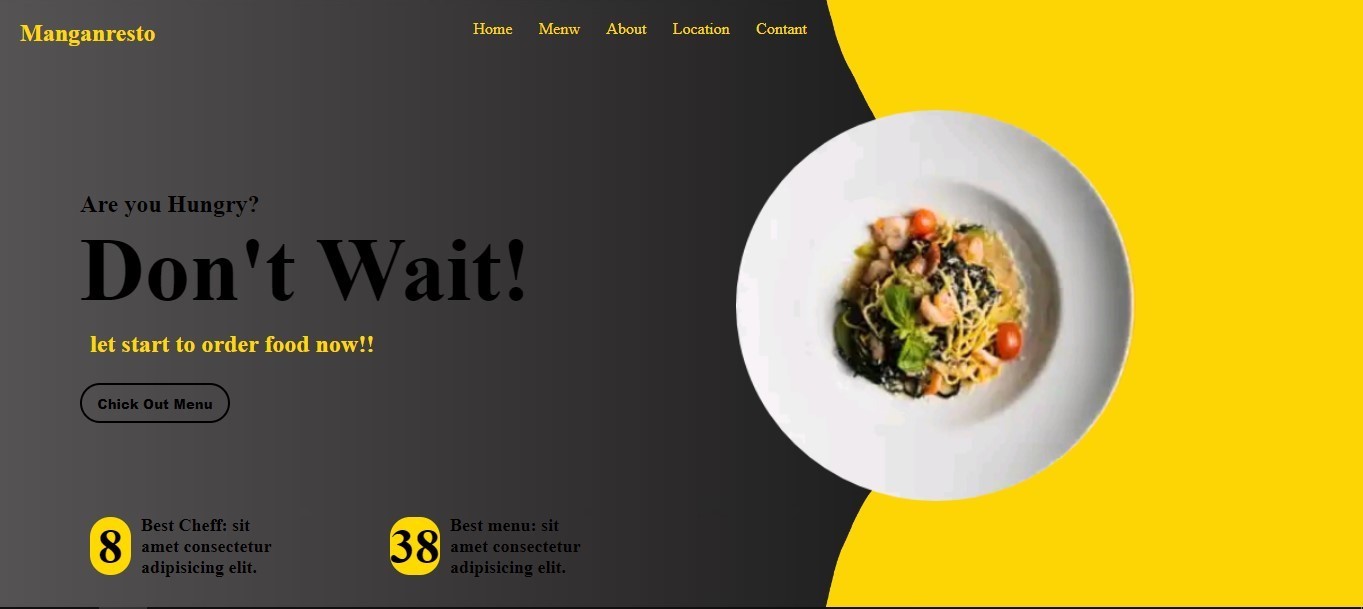 Manganresto
Home Menw About Location Contant
Are you Hungry?
Don't Wait!
let start to order food now!!
Chick Out Menu
8
Best Cheff: sit
amet consectetur
adipisicing elit.
38
Best menu: sit
amet consectetur
adipisicing elit.